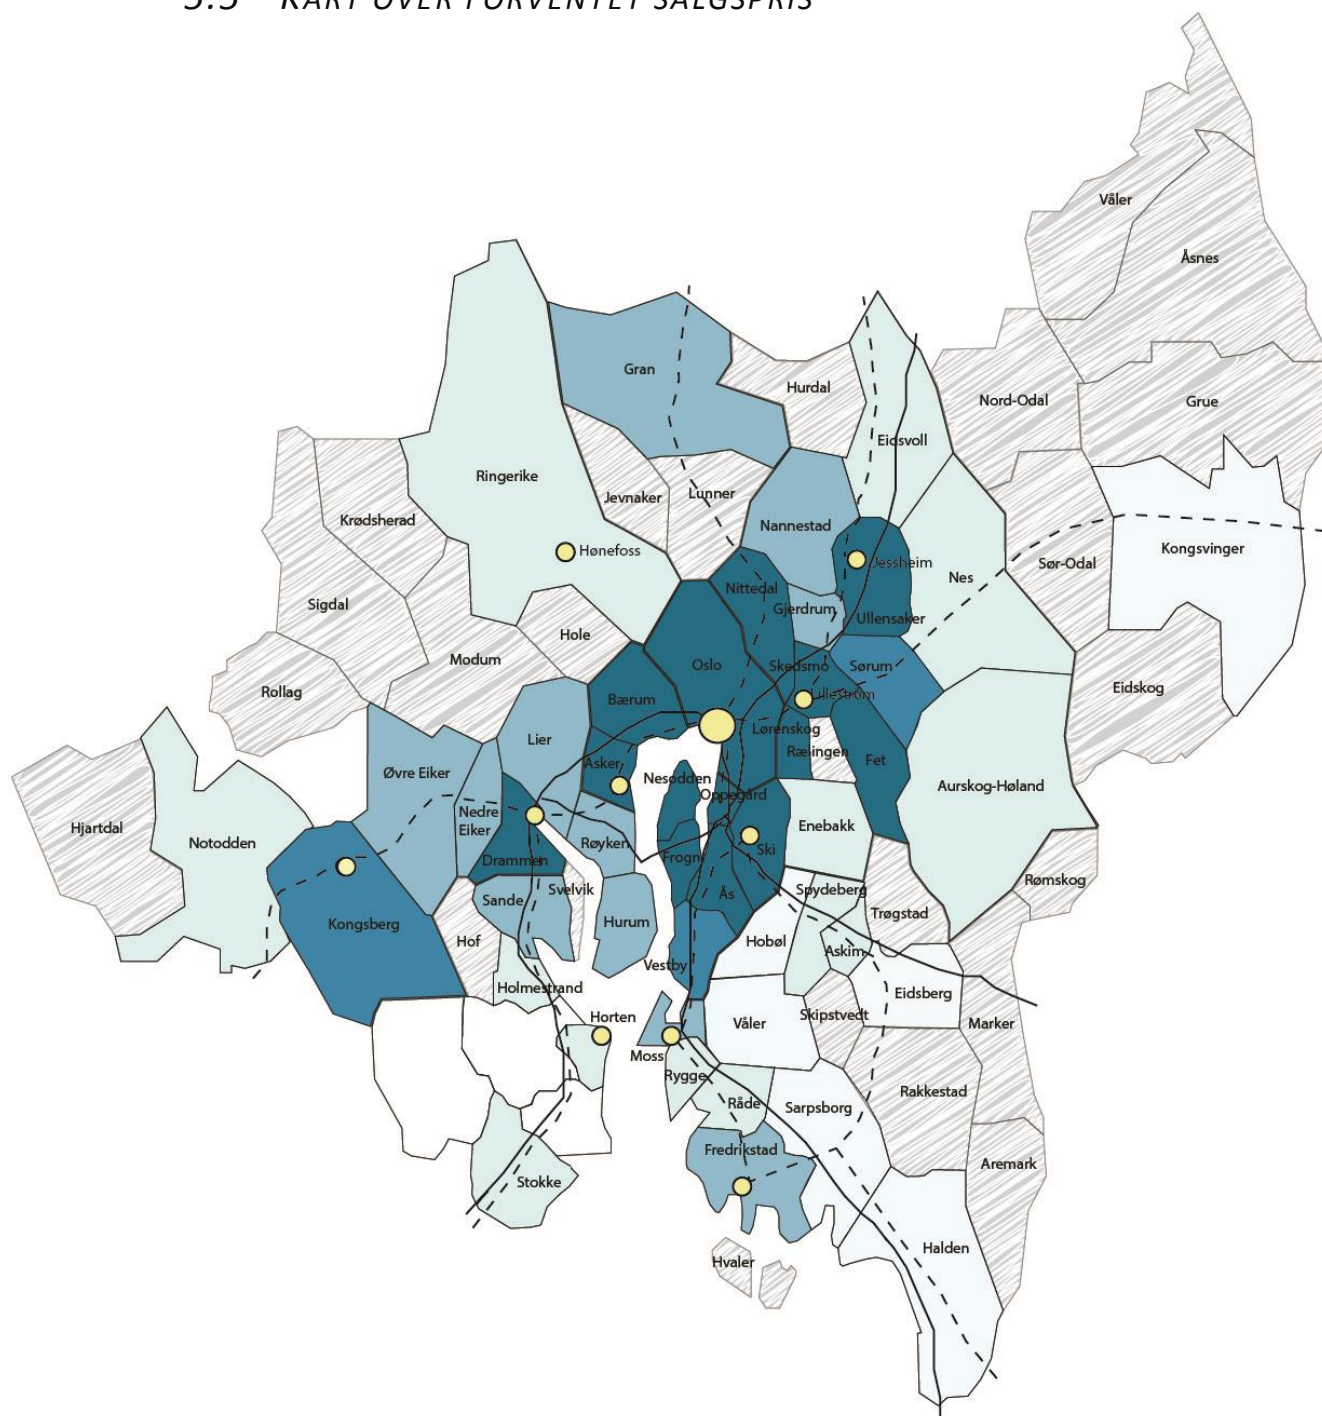 5.5 KART OVER FORVENTET SALGSPRIS
Våler
Åsnes
Gran
Hurdal
Nord-Odal
Grue
Eidsvoll
Ringerike
Jevnaker
Lunner
Krødsherad
Nannestad
Kongsvinger
Hønefoss
Jessheim
Sør-Odal
Nes
Sigdal
Nittedal
Gjerdrum
Ullensaker
Hole
Modum
Oslo
Skedsmo
Sørum
Rollag
Bærum
Lillestrøm
Eidskog
Lier
Lørenskog
Rælingen
Fet
Øvre Eiker
Asker
Nesodden
Oppegård
Aurskog-Høland
Hjartdal
Notodden
Nedre
Eiker
Enebakk
Røyken
Drammen
Frogn
Ski
Svelvik
Spydeberg
Rømskog
Sande
Ås
Trøgstad
Kongsberg
Hurum
Hof
Hobøl
Askim
Vestby
Holmestrand
Eidsberg
Horten
Våler
Skipstvedt
Marker
Moss
Rygge
Råde
Sarpsborg
Rakkestad
Fredrikstad
Aremark
Stokke
Halden
Hvaler